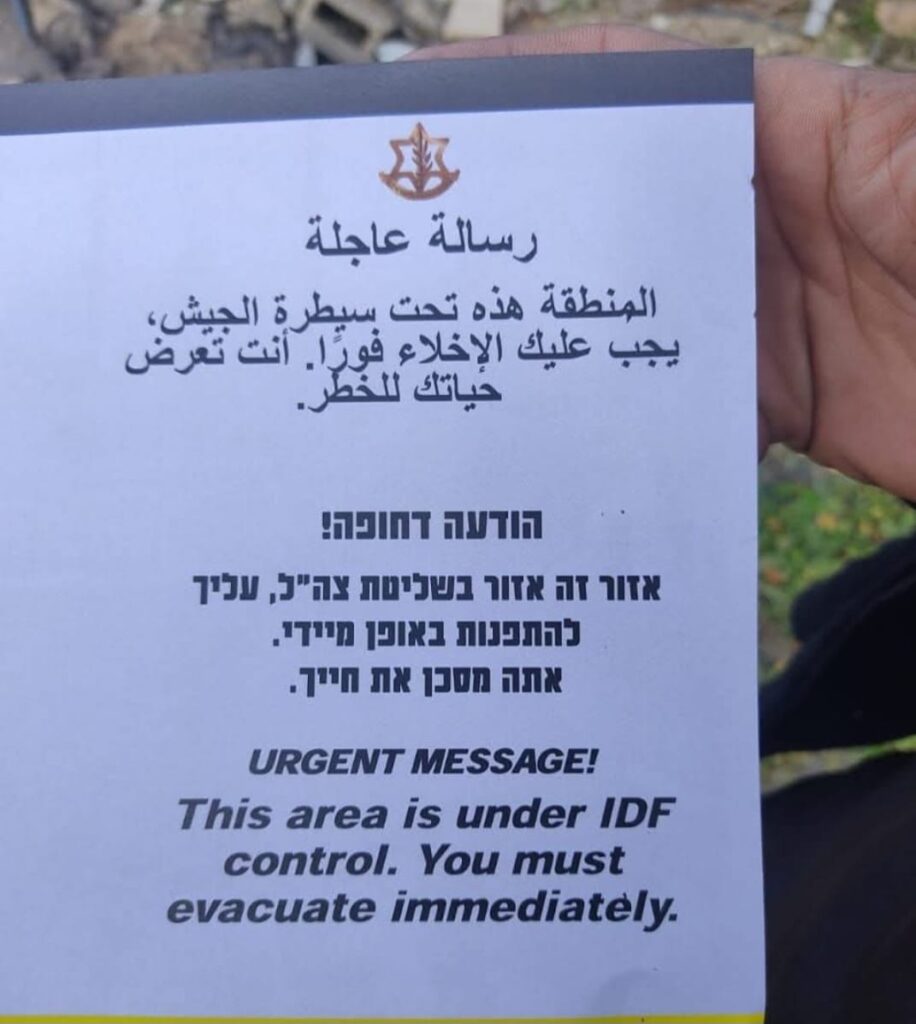 رسالة عاجلة
المنطقة هذه تحت سيطرة الجيش،
يجب عليك الإخلاء فورًا. أنت تعرض
حياتك للخطر.
הודעה דחופה!
אזור זה אזור בשליטת צה"ל, עליך
להתפנות באופן מיידי.
אתה מסכן את חייך.
URGENT MESSAGE!
This area is under IDF
control. You must
evacuate immediately.